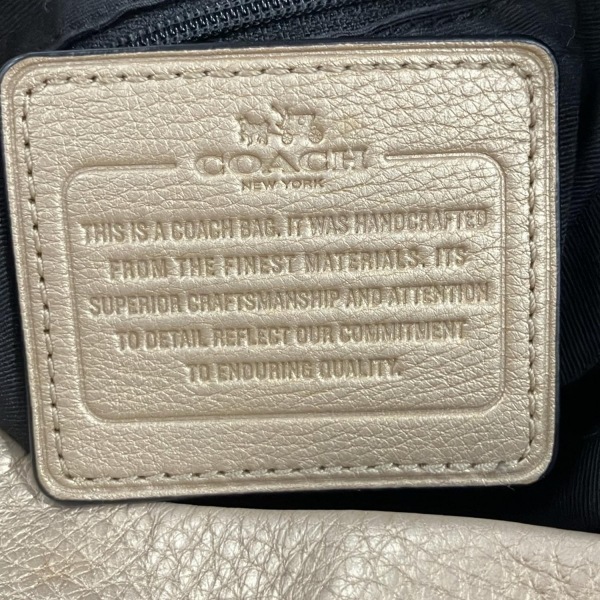 COACH
NEW YORK
THIS IS A COACH BAG. IT WAS HANDCRAFTED
FROM THE FINEST MATERIALS. ITS
SUPERIOR CRAFTSMANSHIP AND ATTENTION
TO DETAIL REFLECT OUR COMMITMENT
TO ENDURING QUALITY.